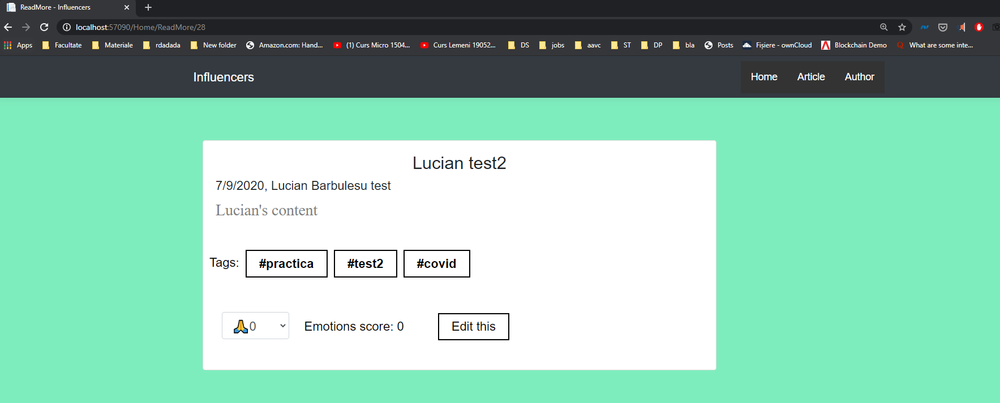 ReadMore - Influencers
localhost:57090/Home/ReadMore/28
Apps Facultate Materiale rdadada New folder Amazon.com: Hand... (1) Curs Micro 1504... Curs Lemeni 19052... DS jobs aavc ST DP bla Posts Fișiere - ownCloud Blockchain Demo What are some inte...
Influencers Home Article Author
Lucian test2
7/9/2020, Lucian Barbulesu test
Lucian's content
Tags: #practica #test2 #covid
🙏0 Emotions score: 0 Edit this